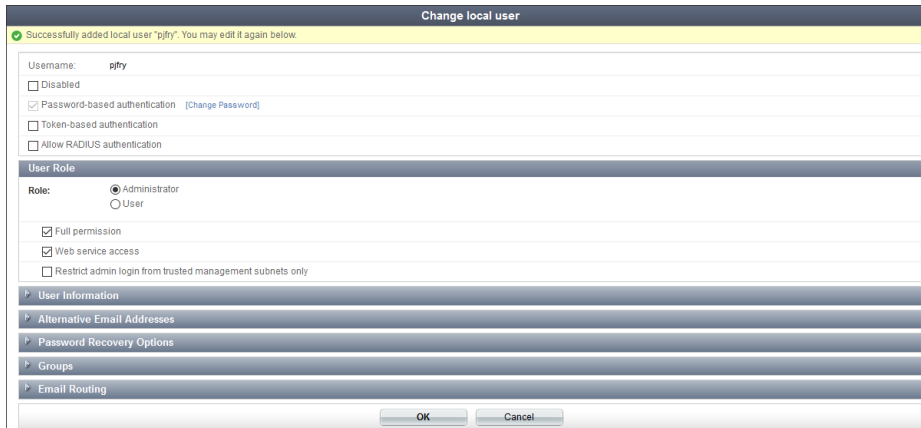 Change local user
Successfully added local user "pjfry". You may edit it again below.
Username: pjfry
Disabled
Password-based authentication [Change Password]
Token-based authentication
Allow RADIUS authentication
User Role
Role: Administrator
User
Full permission
Web service access
Restrict admin login from trusted management subnets only
User Information
Alternative Email Addresses
Password Recovery Options
Groups
Email Routing
OK Cancel